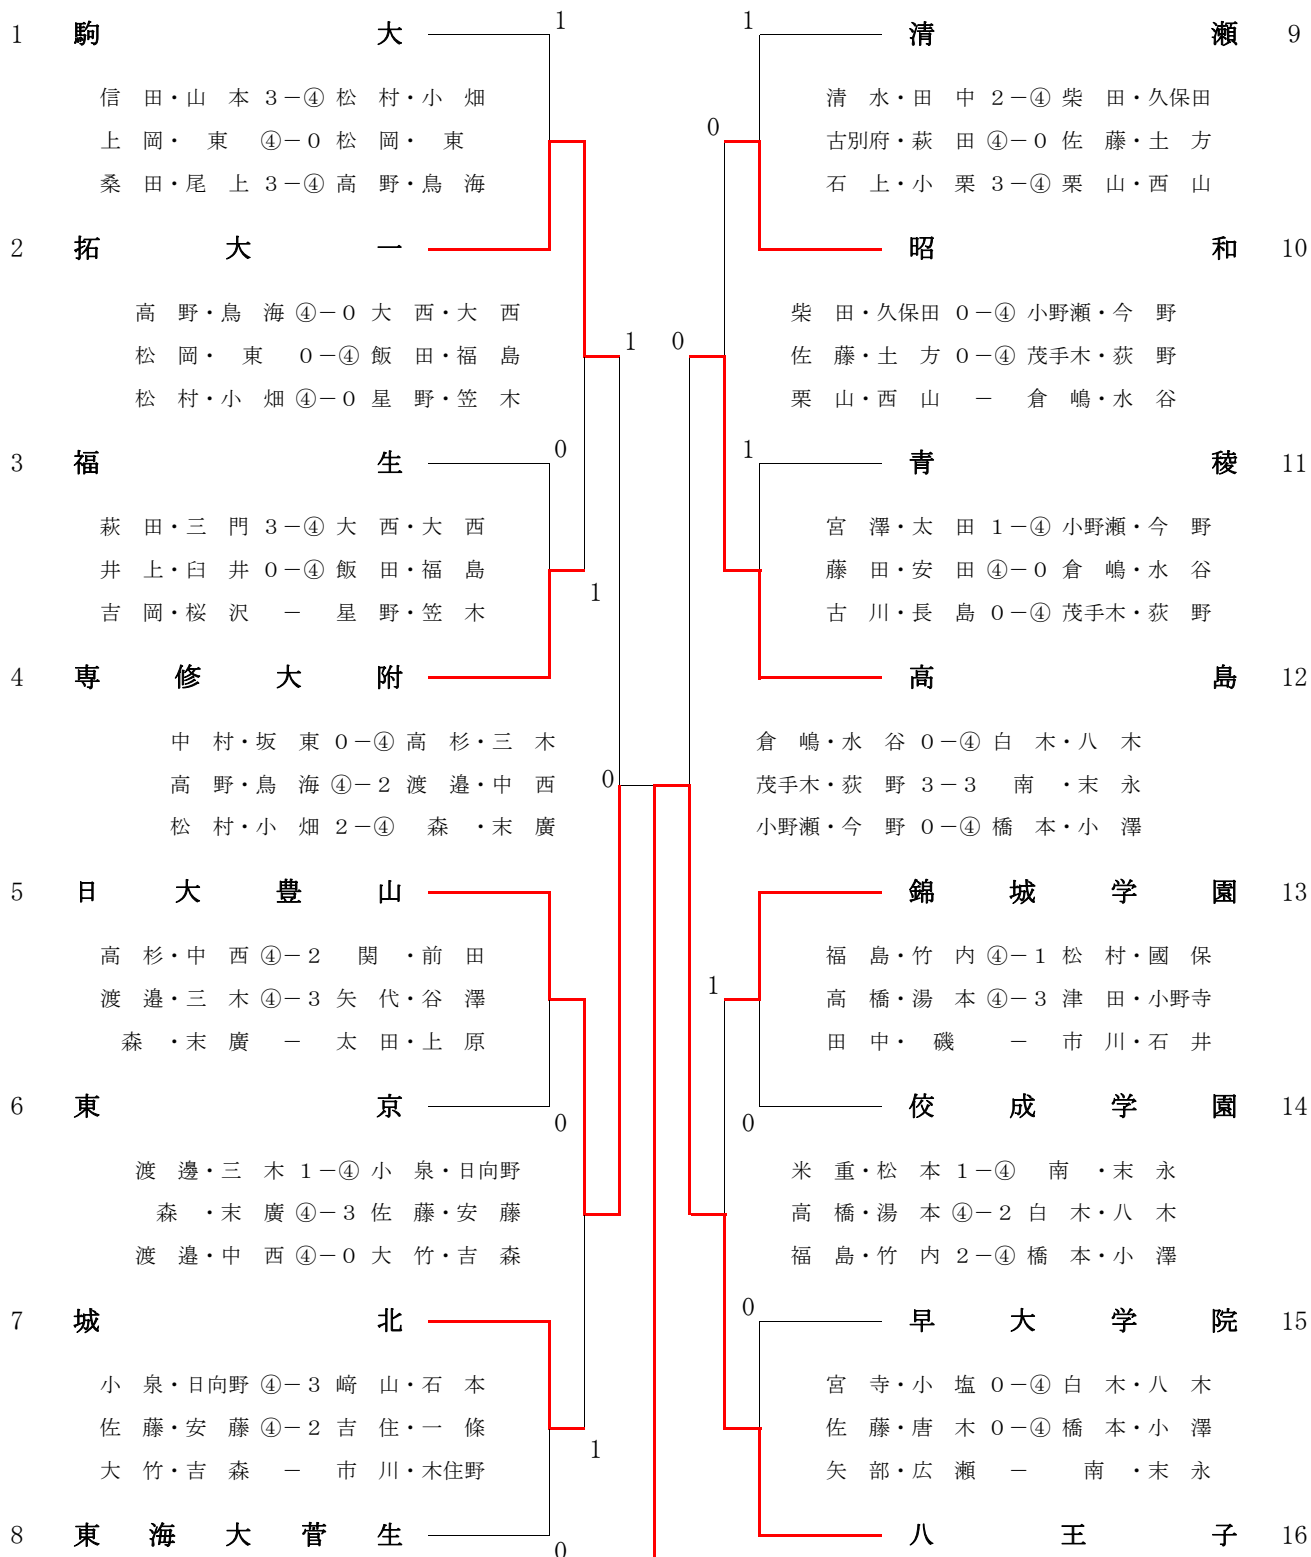 1 駒大 1
信田・山本 3－④ 松村・小畑
上岡・東 ④－0 松岡・東
桑田・尾上 3－④ 高野・鳥海
2 拓大一
高野・鳥海 ④－0 大西・大西
松岡・東 0－④ 飯田・福島
松村・小畑 ④－0 星野・笠木
1
3 福生 0
萩田・三門 3－④ 大西・大西
井上・臼井 0－④ 飯田・福島
吉岡・桜沢 － 星野・笠木
1
4 専修大附
中村・坂東 0－④ 高杉・三木
高野・鳥海 ④－2 渡邉・中西
松村・小畑 2－④ 森・末廣
0
5 日大豊山
高杉・中西 ④－2 関・前田
渡邉・三木 ④－3 矢代・谷澤
森・末廣 － 太田・上原
6 東京 0
渡邊・三木 1－④ 小泉・日向野
森・末廣 ④－3 佐藤・安藤
渡邉・中西 ④－0 大竹・吉森
7 城北
小泉・日向野 ④－3 﨑山・石本
佐藤・安藤 ④－2 吉住・一條
大竹・吉森 － 市川・木住野
1
8 東海大菅生 0
1 清瀬 9
清水・田中 2－④ 柴田・久保田
古別府・萩田 ④－0 佐藤・土方
石上・小栗 3－④ 栗山・西山
0
昭和 10
柴田・久保田 0－④ 小野瀬・今野
佐藤・土方 0－④ 茂手木・荻野
栗山・西山 － 倉嶋・水谷
0
1 青稜 11
宮澤・太田 1－④ 小野瀬・今野
藤田・安田 ④－0 倉嶋・水谷
古川・長島 0－④ 茂手木・荻野
高島 12
倉嶋・水谷 0－④ 白木・八木
茂手木・荻野 3－3 南・末永
小野瀬・今野 0－④ 橋本・小澤
錦城学園 13
福島・竹内 ④－1 松村・國保
高橋・湯本 ④－3 津田・小野寺
田中・磯 － 市川・石井
1
0 佼成学園 14
米重・松本 1－④ 南・末永
高橋・湯本 ④－2 白木・八木
福島・竹内 2－④ 橋本・小澤
0 早大学院 15
宮寺・小塩 0－④ 白木・八木
佐藤・唐木 0－④ 橋本・小澤
矢部・広瀬 － 南・末永
八王子 16